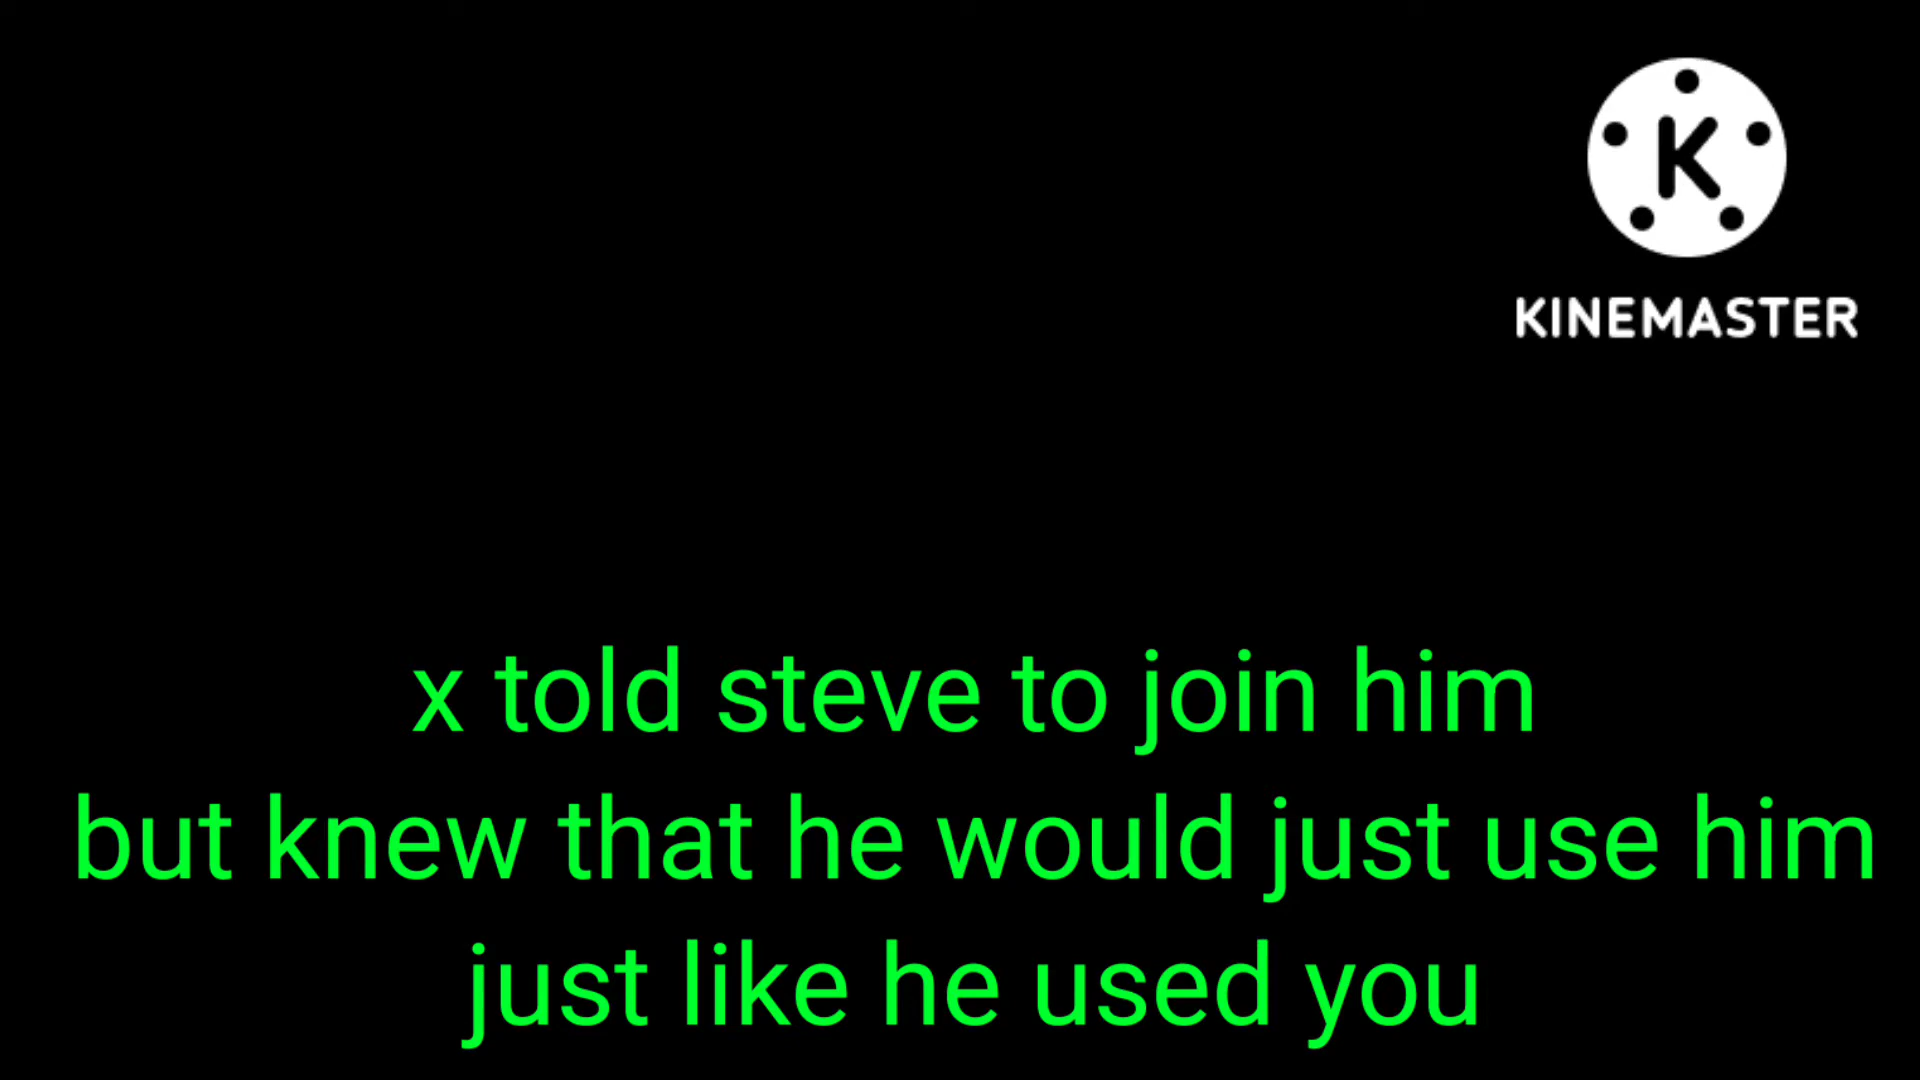 K
KINEMASTER
x told steve to join him
but knew that he would just use him
just like he used you